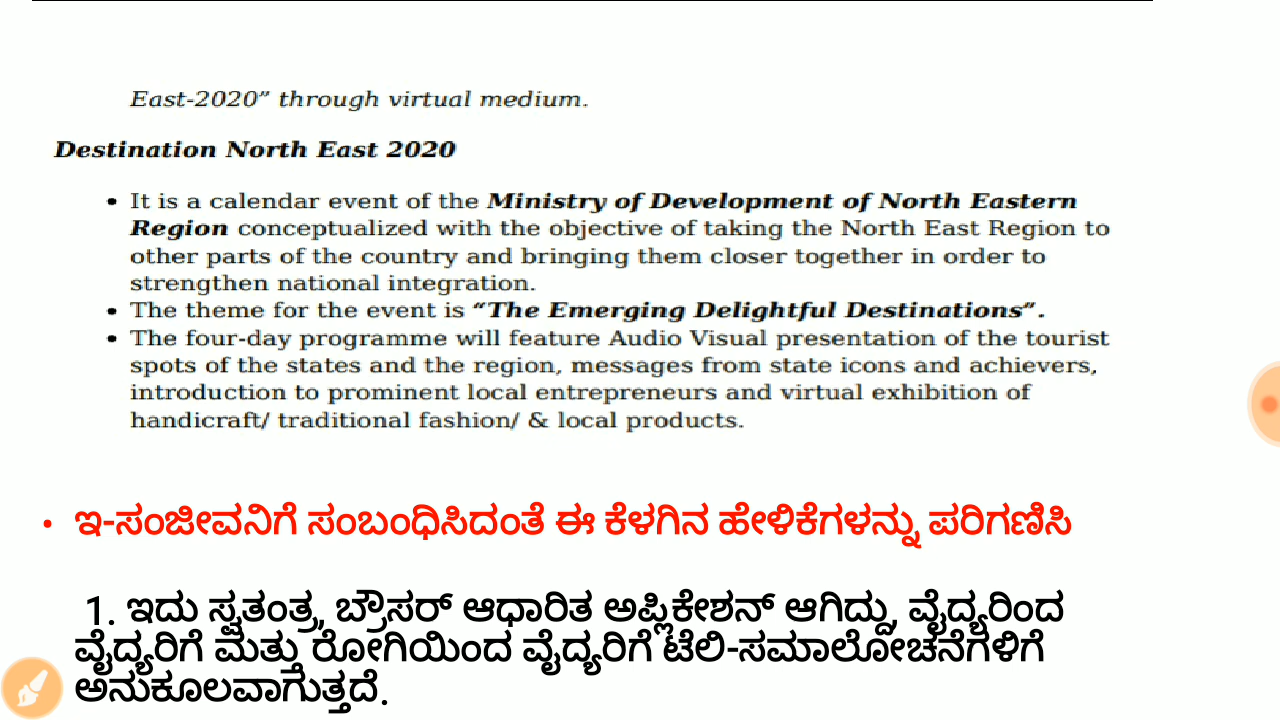 East-2020” through virtual medium.
Destination North East 2020
• It is a calendar event of the Ministry of Development of North Eastern
Region conceptualized with the objective of taking the North East Region to
other parts of the country and bringing them closer together in order to
strengthen national integration.
• The theme for the event is “The Emerging Delightful Destinations”.
• The four-day programme will feature Audio Visual presentation of the tourist
spots of the states and the region, messages from state icons and achievers,
introduction to prominent local entrepreneurs and virtual exhibition of
handicraft/ traditional fashion/ & local products.
• ಇ-ಸಂಜೀವನಿಗೆ ಸಂಬಂಧಿಸಿದಂತೆ ಈ ಕೆಳಗಿನ ಹೇಳಿಕೆಗಳನ್ನು ಪರಿಗಣಿಸಿ
1. ಇದು ಸ್ವತಂತ್ರ, ಬ್ರೌಸರ್ ಆಧಾರಿತ ಅಪ್ಲಿಕೇಶನ್ ಆಗಿದ್ದು, ವೈದ್ಯರಿಂದ
ವೈದ್ಯರಿಗೆ ಮತ್ತು ರೋಗಿಯಿಂದ ವೈದ್ಯರಿಗೆ ಟೆಲಿ-ಸಮಾಲೋಚನೆಗಳಿಗೆ
ಅನುಕೂಲವಾಗುತ್ತದೆ.